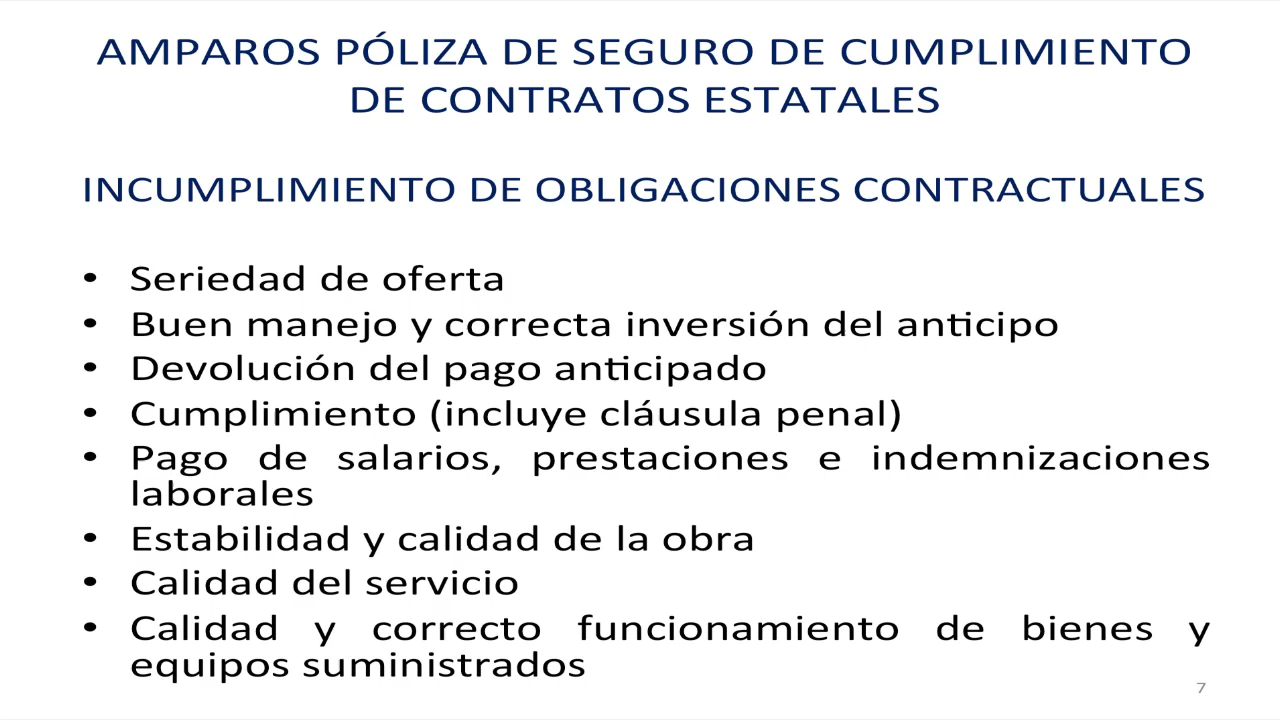 AMPAROS PÓLIZA DE SEGURO DE CUMPLIMIENTO
DE CONTRATOS ESTATALES
INCUMPLIMIENTO DE OBLIGACIONES CONTRACTUALES
• Seriedad de oferta
• Buen manejo y correcta inversión del anticipo
• Devolución del pago anticipado
• Cumplimiento (incluye cláusula penal)
• Pago de salarios, prestaciones e indemnizaciones
laborales
• Estabilidad y calidad de la obra
• Calidad del servicio
• Calidad y correcto funcionamiento de bienes y
equipos suministrados
7